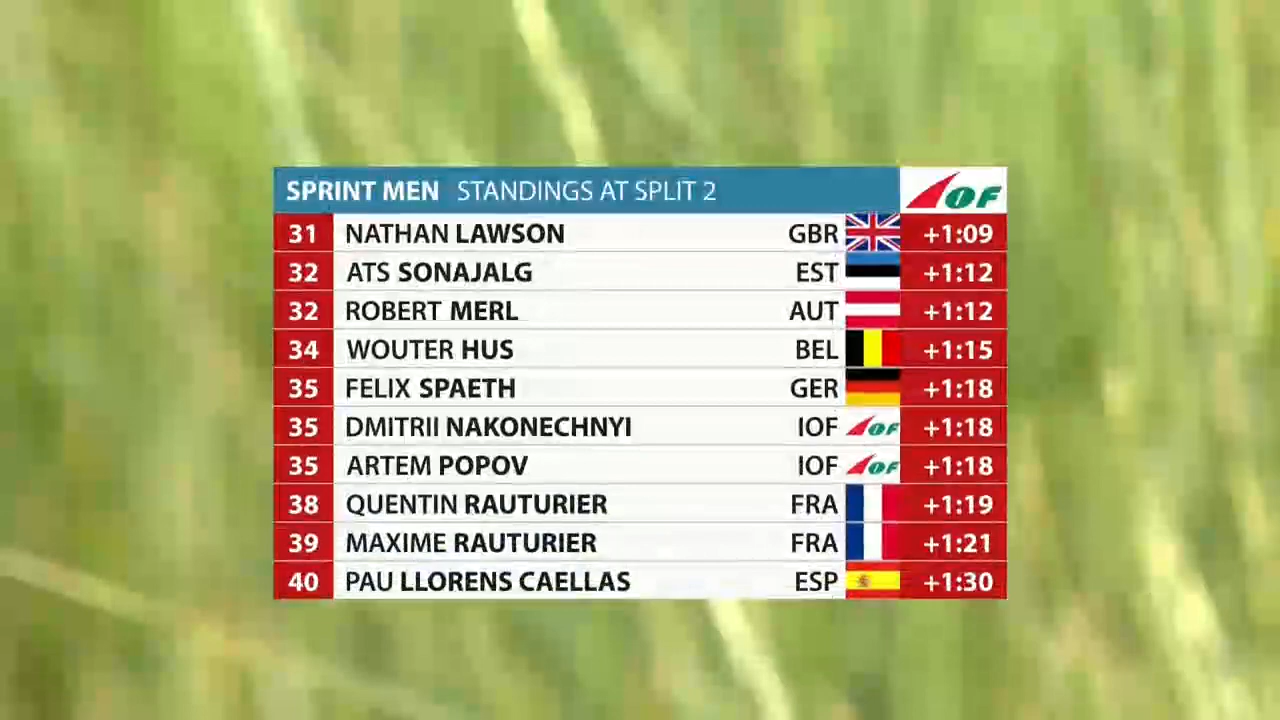 SPRINT MEN STANDINGS AT SPLIT 2 IOF
31 NATHAN LAWSON GBR +1:09
32 ATS SONAJALG EST +1:12
32 ROBERT MERL AUT +1:12
34 WOUTER HUS BEL +1:15
35 FELIX SPAETH GER +1:18
35 DMITRII NAKONECHNYI IOF IOF +1:18
35 ARTEM POPOV IOF IOF +1:18
38 QUENTIN RAUTURIER FRA +1:19
39 MAXIME RAUTURIER FRA +1:21
40 PAU LLORENS CAELLAS ESP +1:30